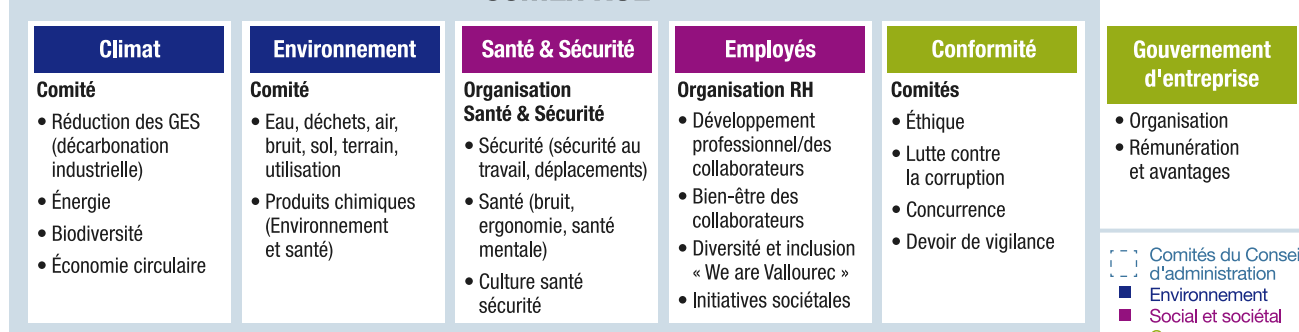 Climat
Comité
• Réduction des GES
(décarbonation
industrielle)
• Énergie
• Biodiversité
• Économie circulaire
Environnement
Comité
• Eau, déchets, air,
bruit, sol, terrain,
utilisation
• Produits chimiques
(Environnement
et santé)
Santé & Sécurité
Organisation
Santé & Sécurité
• Sécurité (sécurité au
travail, déplacements)
• Santé (bruit,
ergonomie, santé
mentale)
• Culture santé
sécurité
Employés
Organisation RH
• Développement
professionnel/des
collaborateurs
• Bien-être des
collaborateurs
• Diversité et inclusion
« We are Vallourec »
• Initiatives sociétales
Conformité
Comités
• Éthique
• Lutte contre
la corruption
• Concurrence
• Devoir de vigilance
Gouvernement
d'entreprise
• Organisation
• Rémunération
et avantages
Comités du Consei
d'administration
Environnement
Social et sociétal